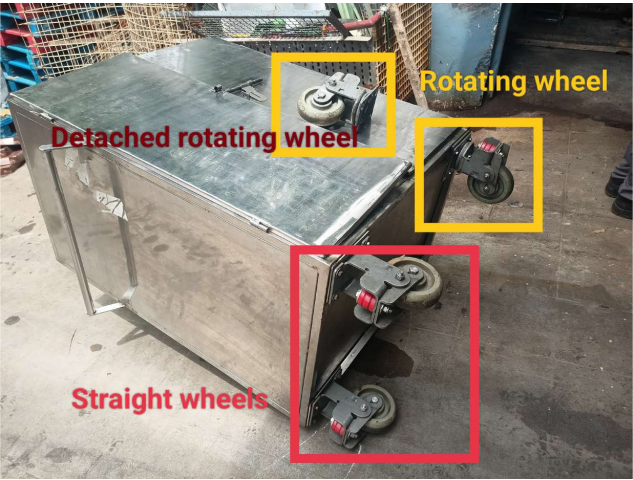 Rotating wheel
Detached rotating wheel
Straight wheels